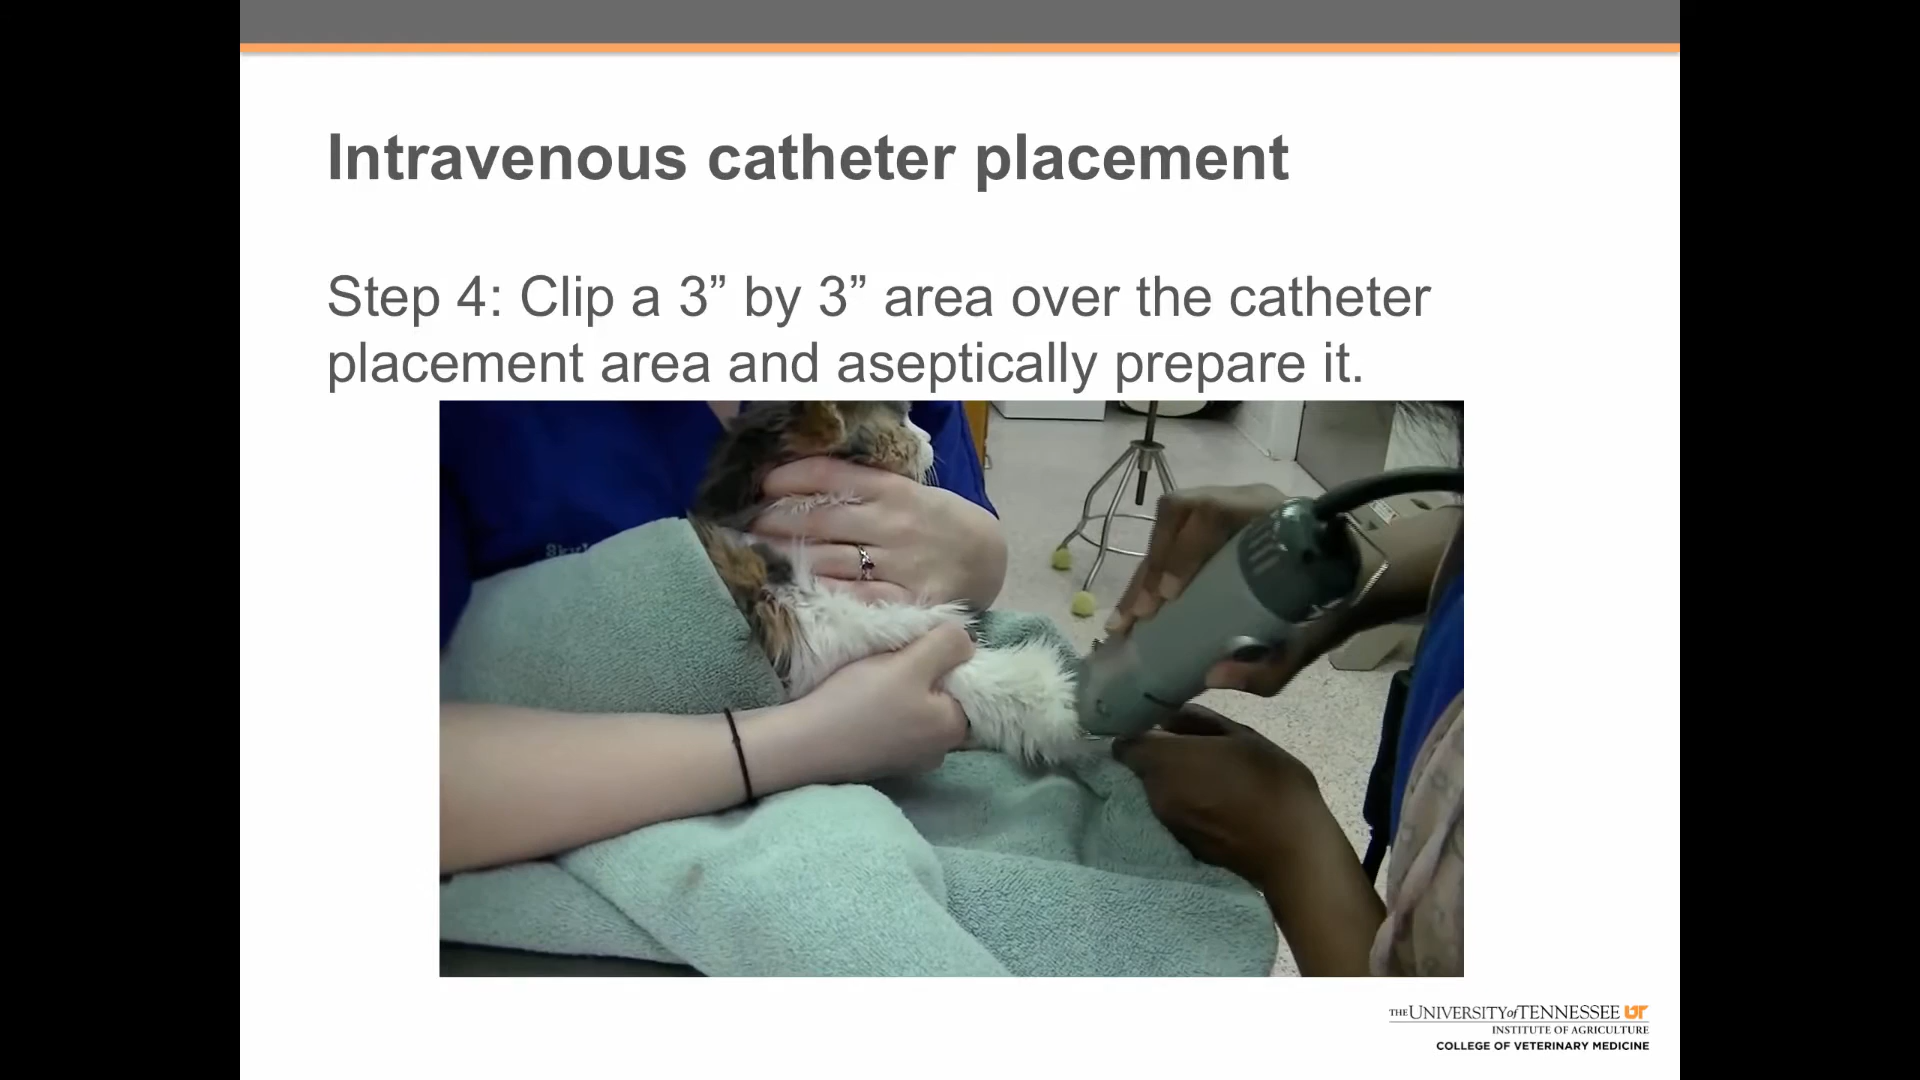 Intravenous catheter placement
Step 4: Clip a 3” by 3” area over the catheter
placement area and aseptically prepare it.
THE UNIVERSITY of TENNESSEE UT
INSTITUTE OF AGRICULTURE
COLLEGE OF VETERINARY MEDICINE